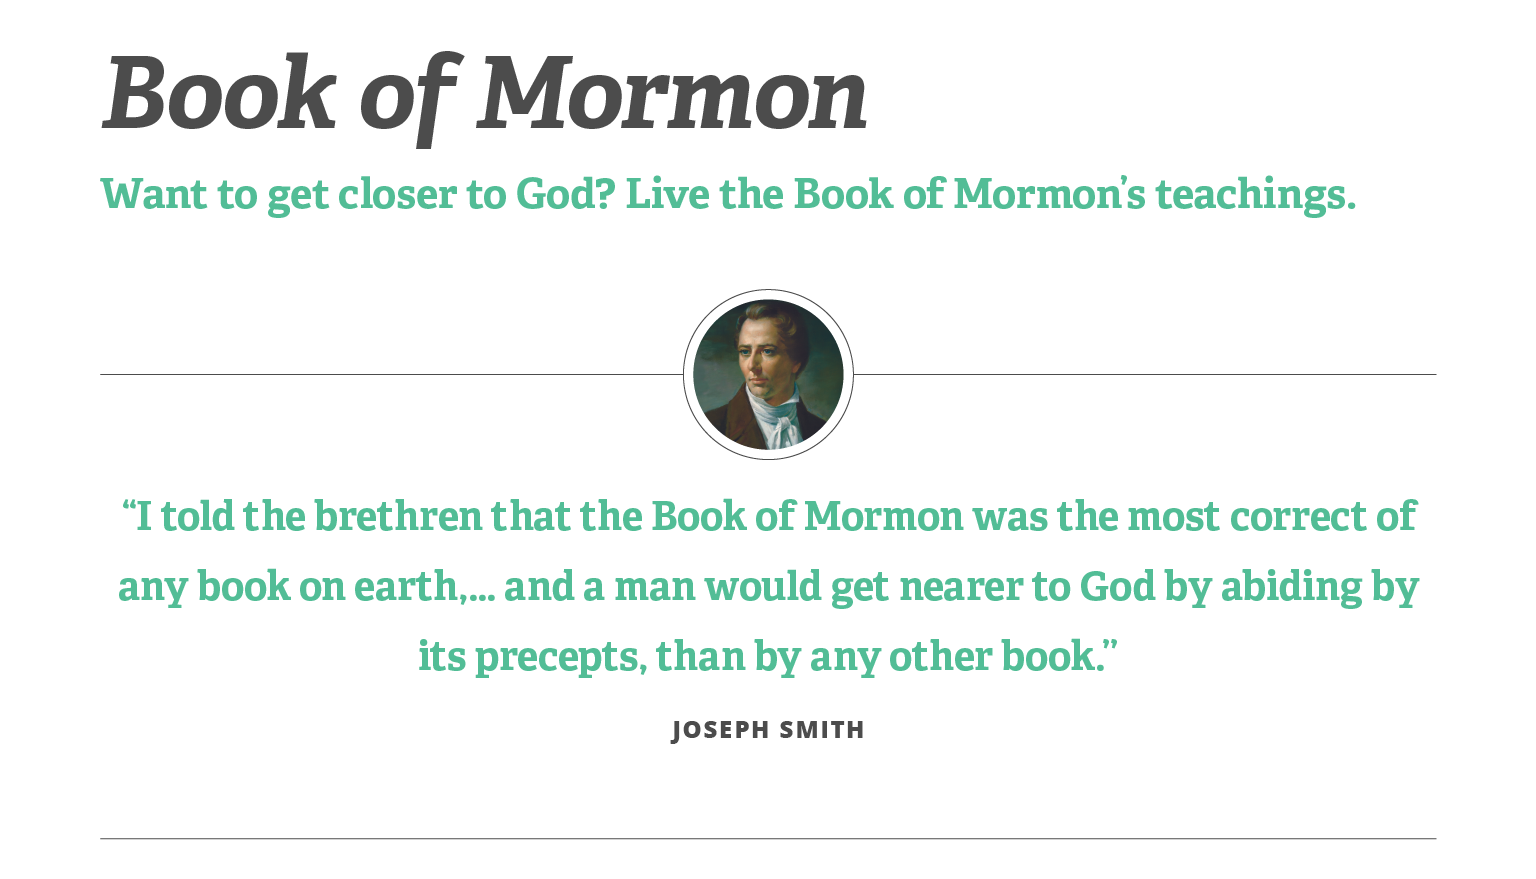 Book of Mormon
Want to get closer to God? Live the Book of Mormon’s teachings.
“I told the brethren that the Book of Mormon was the most correct of
any book on earth,... and a man would get nearer to God by abiding by
its precepts, than by any other book.”
JOSEPH SMITH